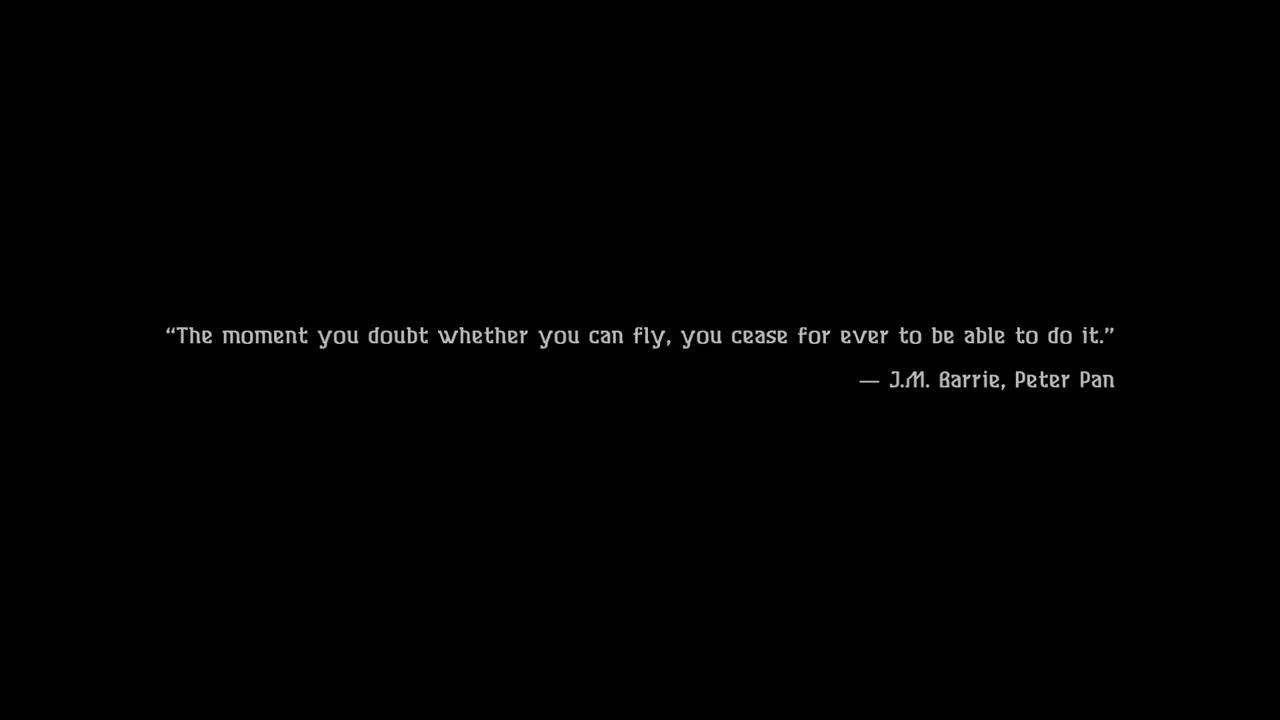 “The moment you doubt whether you can fly, you cease for ever to be able to do it.”
— J.M. Barrie, Peter Pan